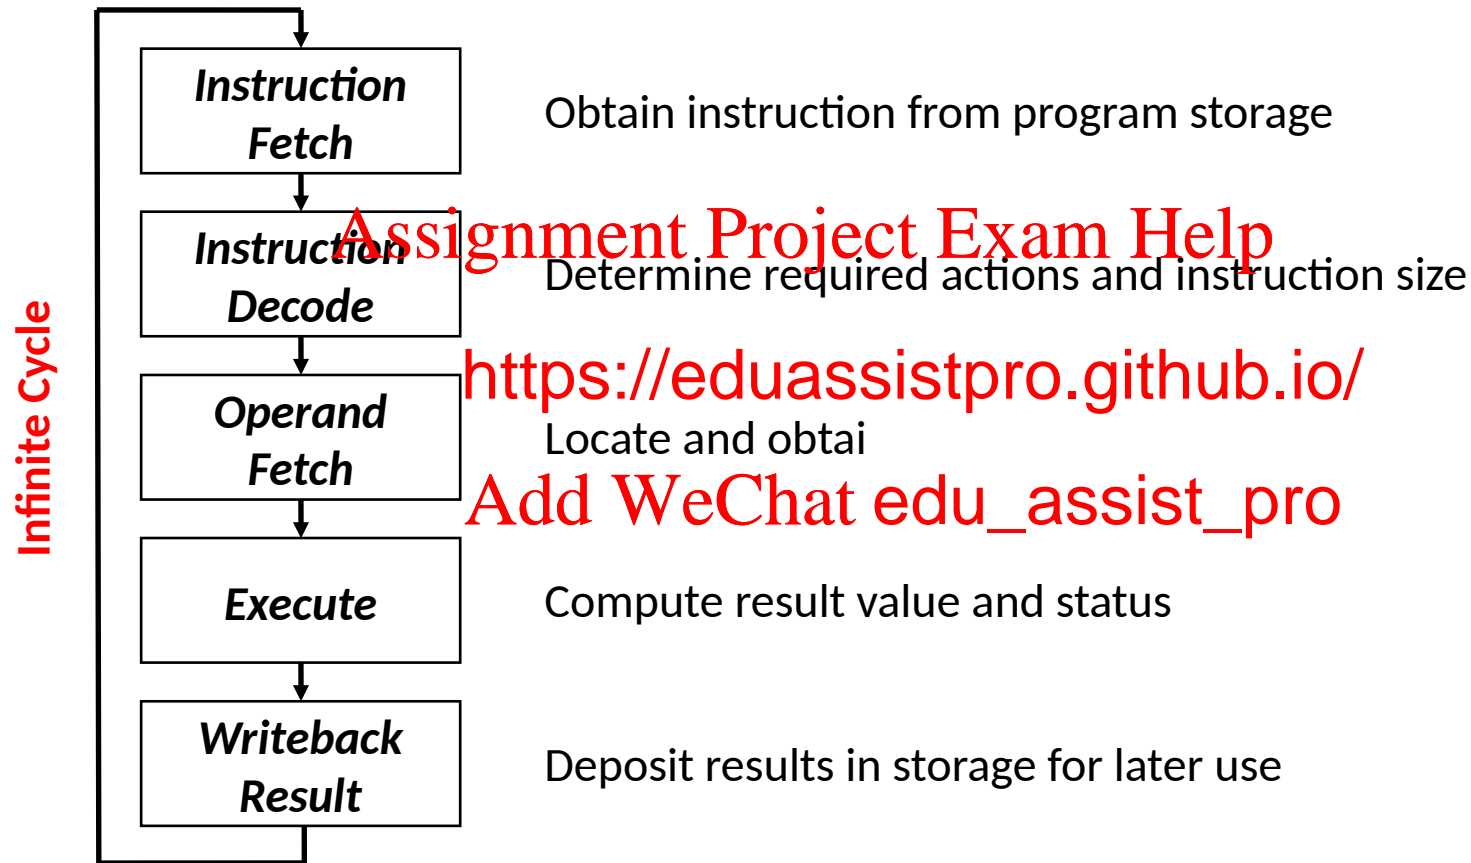 Instruction
Fetch
Obtain instruction from program storage
Assignment Project Exam Help
Instruction
Decode
Determine required actions and instruction size
https://eduassistpro.github.io/
Operand
Fetch
Locate and obtai
Add WeChat edu_assist_pro
Execute
Compute result value and status
Writeback
Result
Deposit results in storage for later use
Infinite Cycle